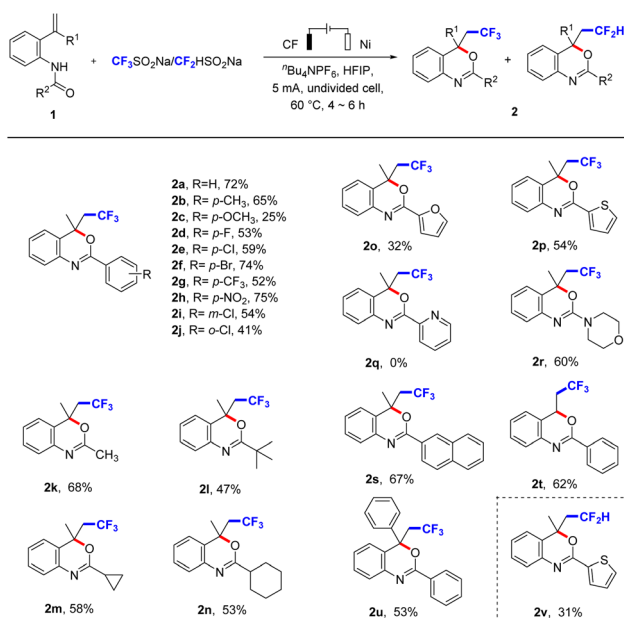 R¹
NH
R²
O
1
+
CF₃SO₂Na/CF₂HSO₂Na
CF
Ni
ⁿBu₄NPF₆, HFIP,
5 mA, undivided cell,
60 °C, 4 ~ 6 h
R¹
CF₃
O
N
R²
+
R¹
CF₂H
O
N
R²
2
CF₃
O
N
R
2a, R=H, 72%
2b, R= p-CH₃, 65%
2c, R= p-OCH₃, 25%
2d, R= p-F, 53%
2e, R= p-Cl, 59%
2f, R= p-Br, 74%
2g, R= p-CF₃, 52%
2h, R= p-NO₂, 75%
2i, R= m-Cl, 54%
2j, R= o-Cl, 41%
CF₃
O
N
O
2o, 32%
CF₃
O
N
S
2p, 54%
CF₃
O
N
N
2q, 0%
CF₃
O
N
N
O
2r, 60%
CF₃
O
N
CH₃
2k, 68%
CF₃
O
N
2l, 47%
CF₃
O
N
2s, 67%
CF₃
O
N
2t, 62%
CF₃
O
N
2m, 58%
CF₃
O
N
2n, 53%
CF₃
O
N
2u, 53%
CF₂H
O
N
S
2v, 31%